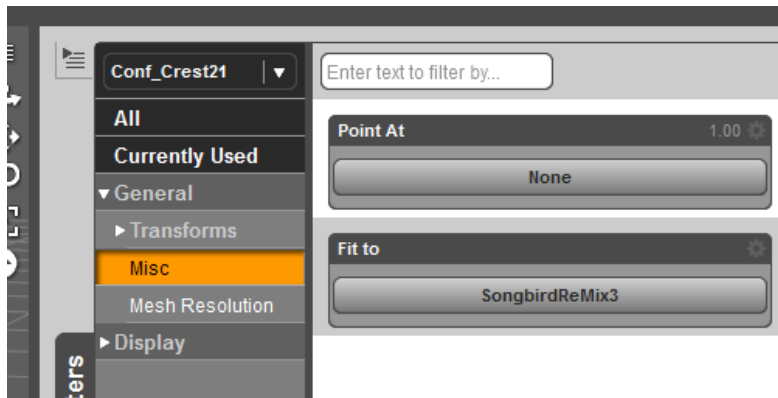 Conf_Crest21
Enter text to filter by...
All
Currently Used
General
Transforms
Misc
Mesh Resolution
Display
Point At
1.00
None
Fit to
SongbirdReMix3
ters